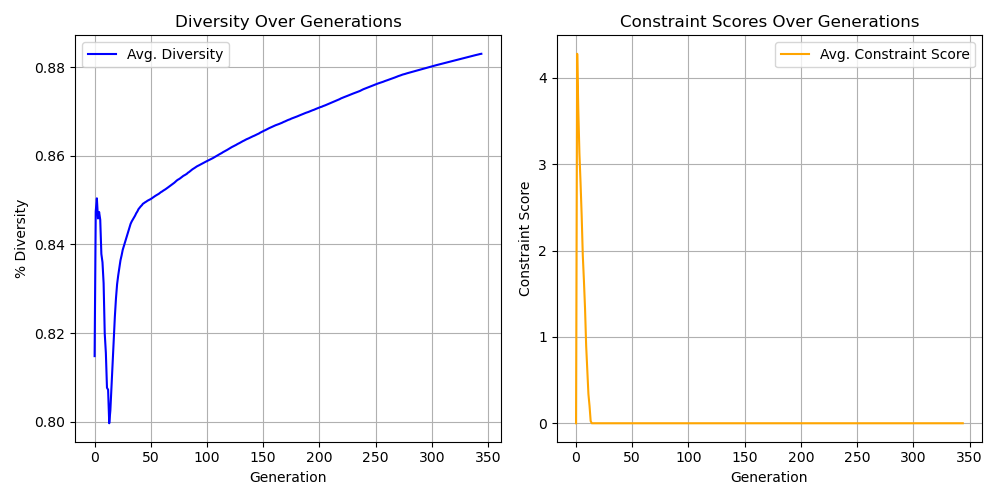 Diversity Over Generations
Avg. Diversity
% Diversity
0.88
0.86
0.84
0.82
0.80
0 50 100 150 200 250 300 350
Generation
Constraint Scores Over Generations
Avg. Constraint Score
Constraint Score
4
3
2
1
0
0 50 100 150 200 250 300 350
Generation